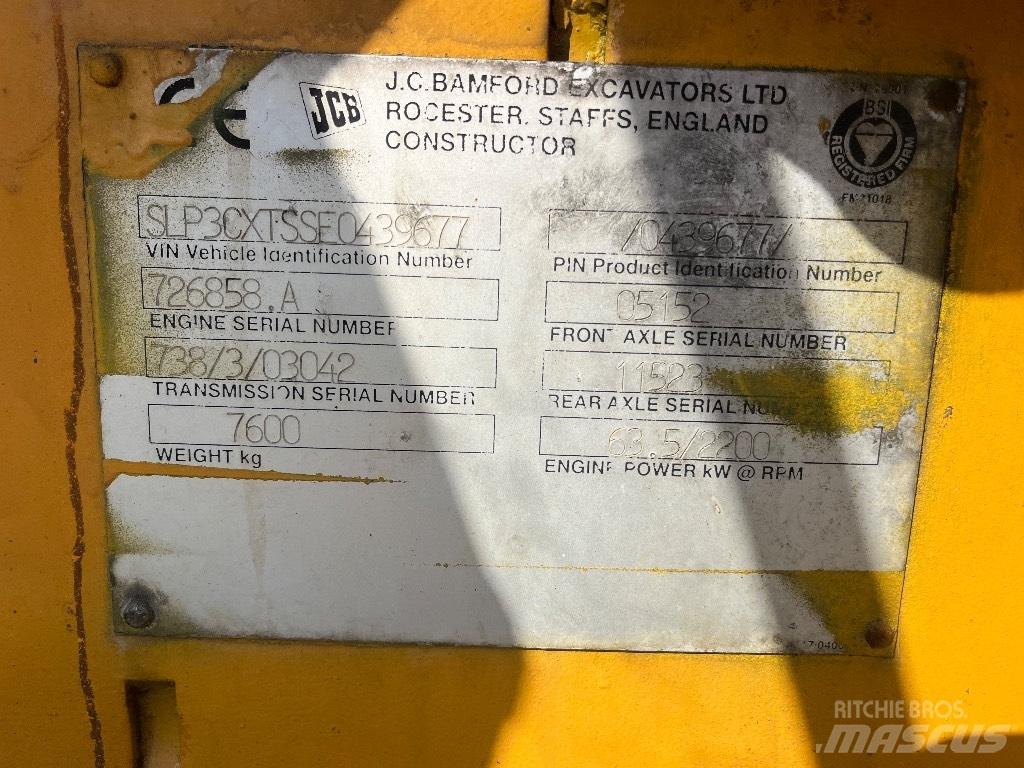 CE
JCB
J.C.BAMFORD EXCAVATORS LTD
ROCESTER. STAFFS, ENGLAND
CONSTRUCTOR
BSI
REGISTERED FIRM
SLP3CXTSSE0439677
VIN Vehicle Identification Number
/0439677/
PIN Product Identification Number
726858.A
ENGINE SERIAL NUMBER
05152
FRONT AXLE SERIAL NUMBER
738/3/03042
TRANSMISSION SERIAL NUMBER
11523
REAR AXLE SERIAL
7600
WEIGHT kg
63.5/2200
ENGINE POWER kW @ RPM
RITCHIE BROS.
MASCUS